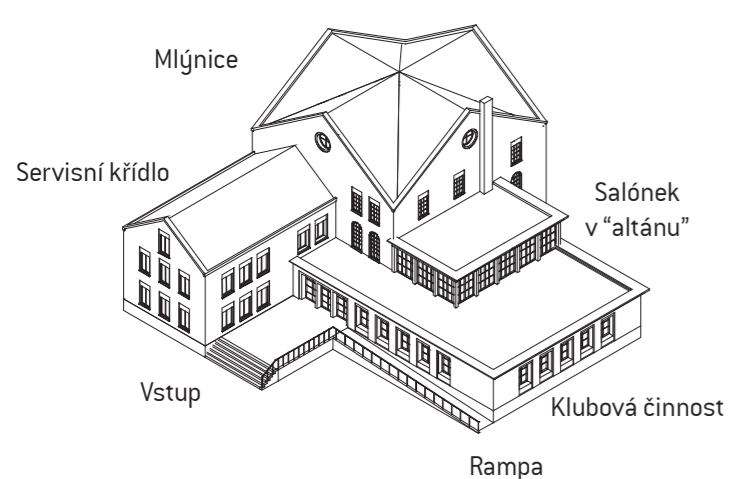 Mlýnice
Servisní křídlo
Salónek
v “altánu”
Vstup
Klubová činnost
Rampa